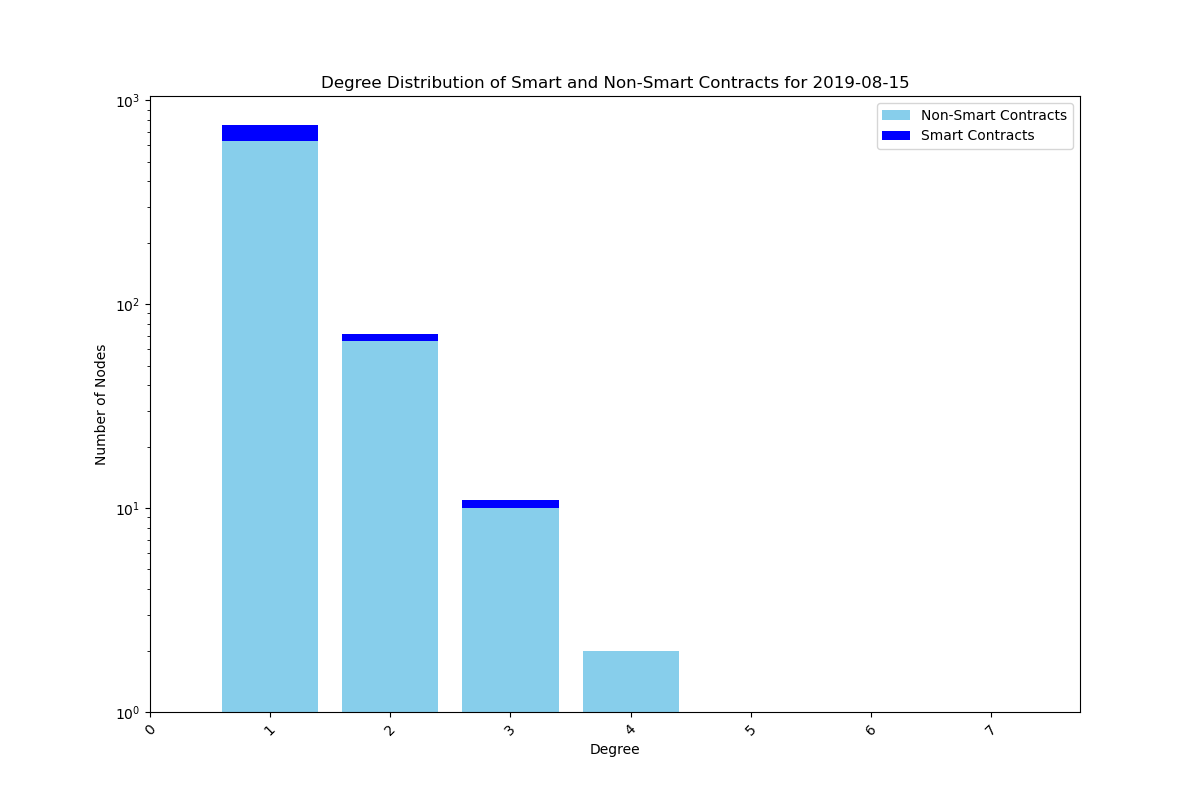 Degree Distribution of Smart and Non-Smart Contracts for 2019-08-15
Non-Smart Contracts
Smart Contracts
Number of Nodes
10³
10²
10¹
10⁰
0 1 2 3 4 5 6 7
Degree